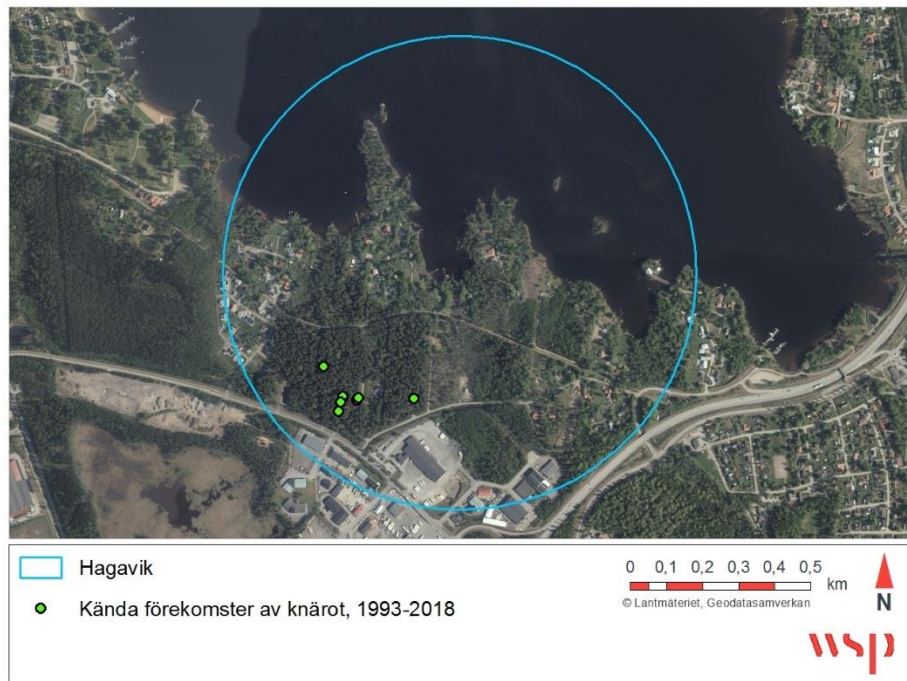 Hagavik
Kända förekomster av knärot, 1993-2018
0 0,1 0,2 0,3 0,4 0,5
km
© Lantmäteriet, Geodatasamverkan
N
wsp